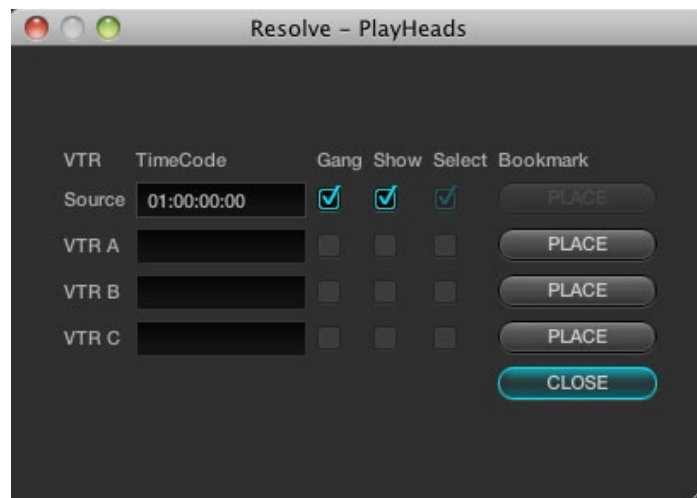 Resolve – PlayHeads
VTR TimeCode Gang Show Select Bookmark
Source 01:00:00:00 PLACE
VTR A PLACE
VTR B PLACE
VTR C PLACE
CLOSE